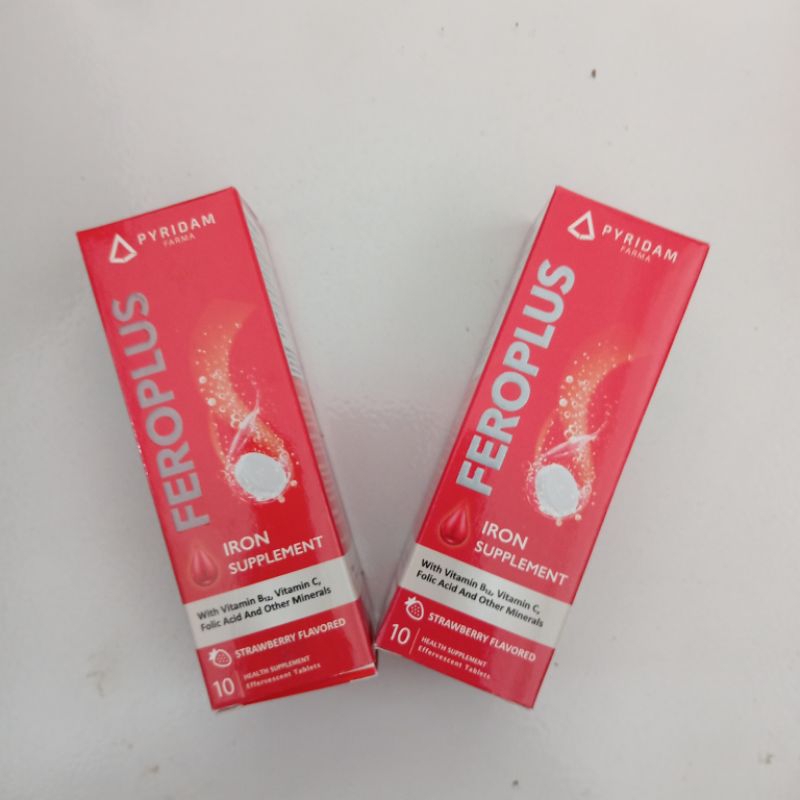 PYRIDAM
FARMA
FEROPLUS
IRON
SUPPLEMENT
With Vitamin B₁₂, Vitamin C,
Folic Acid And Other Minerals
STRAWBERRY FLAVORED
10
HEALTH SUPPLEMENT
Effervescent Tablets
PYRIDAM
FARMA
FEROPLUS
IRON
SUPPLEMENT
With Vitamin B₁₂, Vitamin C,
Folic Acid And Other Minerals
STRAWBERRY FLAVORED
10
HEALTH SUPPLEMENT
Effervescent Tablets